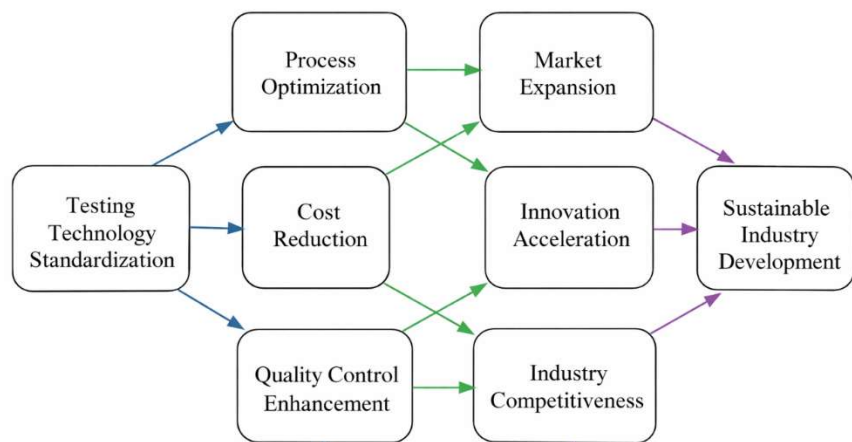 Testing
Technology
Standardization
Process
Optimization
Cost
Reduction
Quality Control
Enhancement
Market
Expansion
Innovation
Acceleration
Industry
Competitiveness
Sustainable
Industry
Development